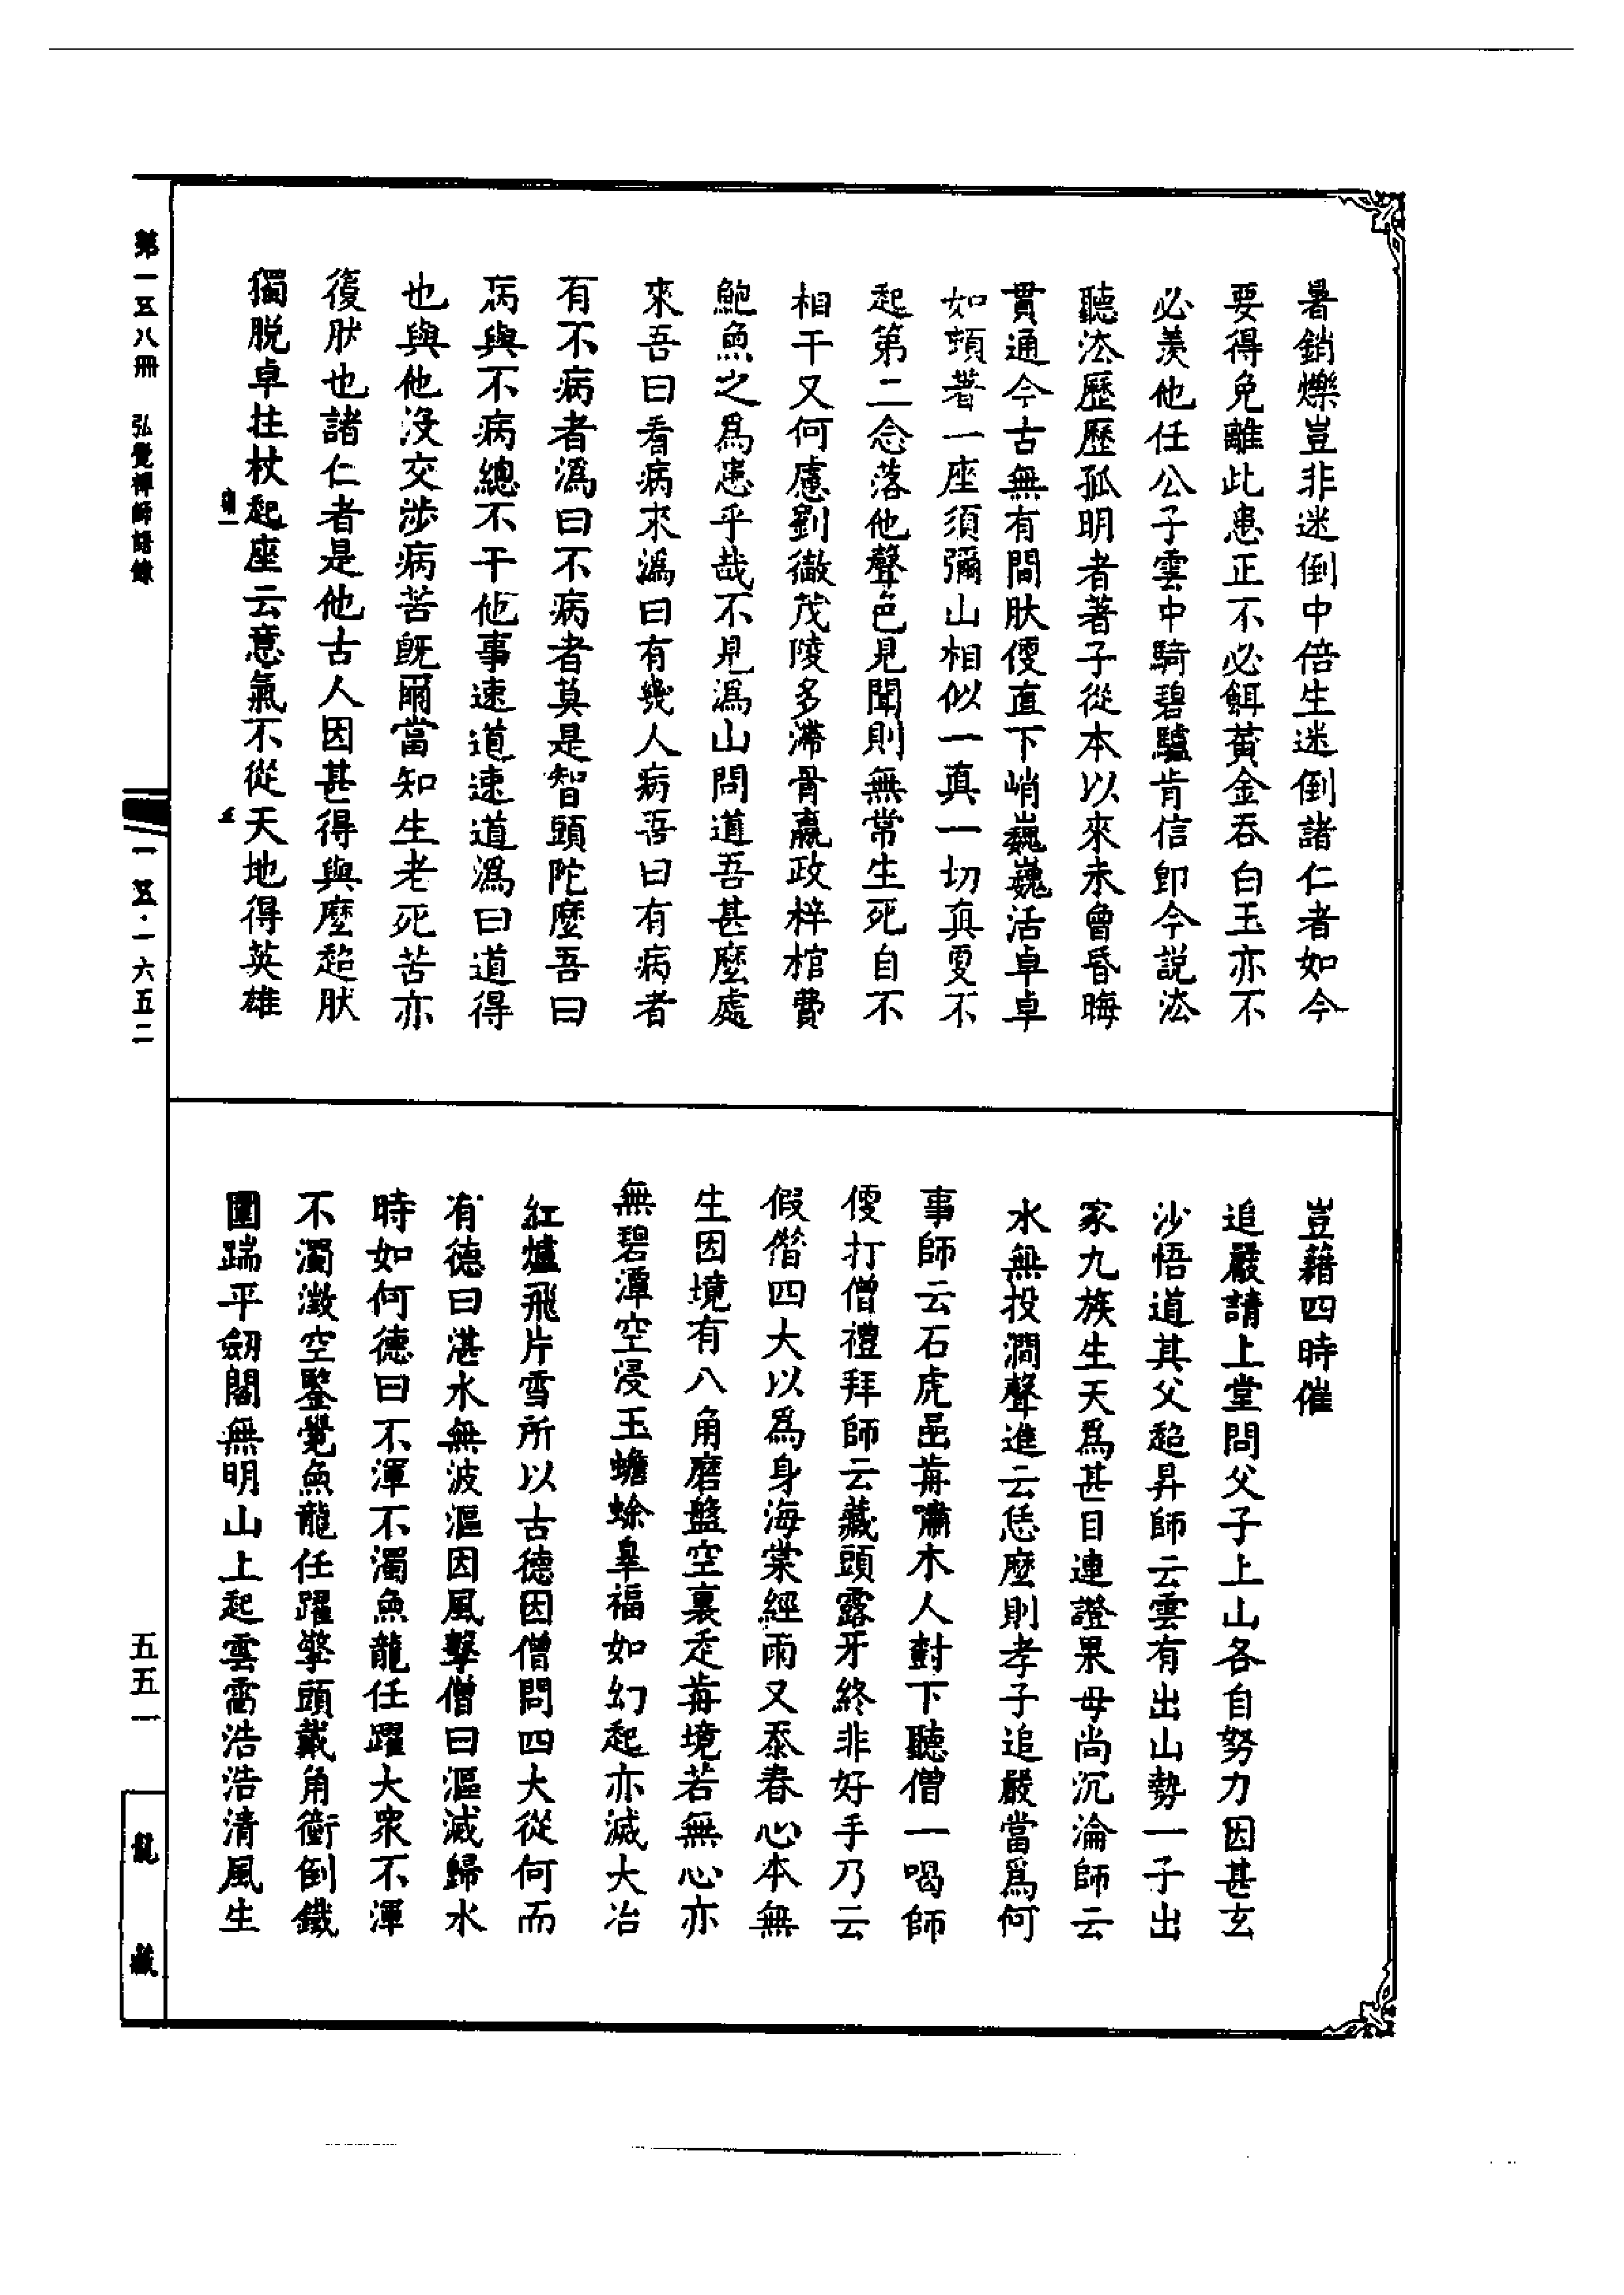 暑銷爍豈非迷倒中倍生迷倒諸仁者如今
要得免離此患正不必餌黃金吞白玉亦不
必羨他任公子雲中騎碧驢肯信卽今説法
聽法歷歷孤明者著子從本以來未曾昏晦
貫通今古無有間肰便直下峭巍巍活卓卓
如頓著一座須彌山相似一真一切真更不
起第二念落他聲色見聞則無常生死自不
相干又何慮劉徹茂陵多滯骨嬴政梓棺費
鮑魚之爲患乎哉不見潙山問道吾甚麼處
來吾曰看病來潙曰有幾人病吾曰有病者
有不病者潙曰不病者莫是智頭陀麼吾曰
病與不病總不干他事速道速道潙曰道得
也與他沒交涉病苦旣爾當知生老死苦亦
復肰也諸仁者是他古人因甚得與麼超肰
獨脱卓拄杖起座云意氣不從天地得英雄
豈藉四時催
追嚴請上堂問父子上山各自努力因甚玄
沙悟道其父超昇師云雲有出山勢一子出
家九族生天爲甚目連證果母尚沉淪師云
水無投澗聲進云恁麼則孝子追嚴當爲何
事師云石虎嵒前嘯木人對下聽僧一喝師
便打僧禮拜師云藏頭露牙終非好手乃云
假僭四大以爲身海棠經雨又忝春心本無
生因境有八角磨盤空裏走前境若無心亦
無碧潭空浸玉蟾蜍辠福如幻起亦滅大冶
紅爐飛片雪所以古德因僧問四大從何而
有德曰湛水無波漚因風擊僧曰漚滅歸水
時如何德曰不渾不濁魚龍任躍大衆不渾
不濁澂空鑒覺魚龍任躍擎頭戴角衝倒鐵
圍踹平劒閣無明山上起雲雷浩浩清風生
第一五八冊 弘覺禪師語錄
一五·一六五二
五五一
龍藏